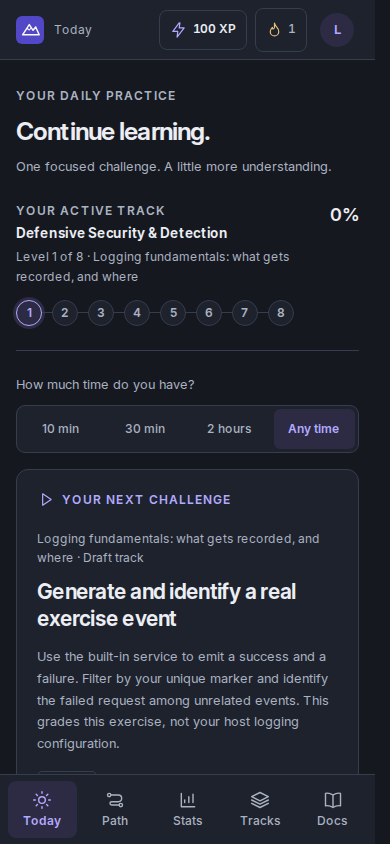 Today
100 XP
1
L
YOUR DAILY PRACTICE
Continue learning.
One focused challenge. A little more understanding.
YOUR ACTIVE TRACK
0%
Defensive Security & Detection
Level 1 of 8 · Logging fundamentals: what gets
recorded, and where
1 2 3 4 5 6 7 8
How much time do you have?
10 min 30 min 2 hours Any time
YOUR NEXT CHALLENGE
Logging fundamentals: what gets recorded, and
where · Draft track
Generate and identify a real
exercise event
Use the built-in service to emit a success and a
failure. Filter by your unique marker and identify
the failed request among unrelated events. This
grades this exercise, not your host logging
configuration.
Today Path Stats Tracks Docs